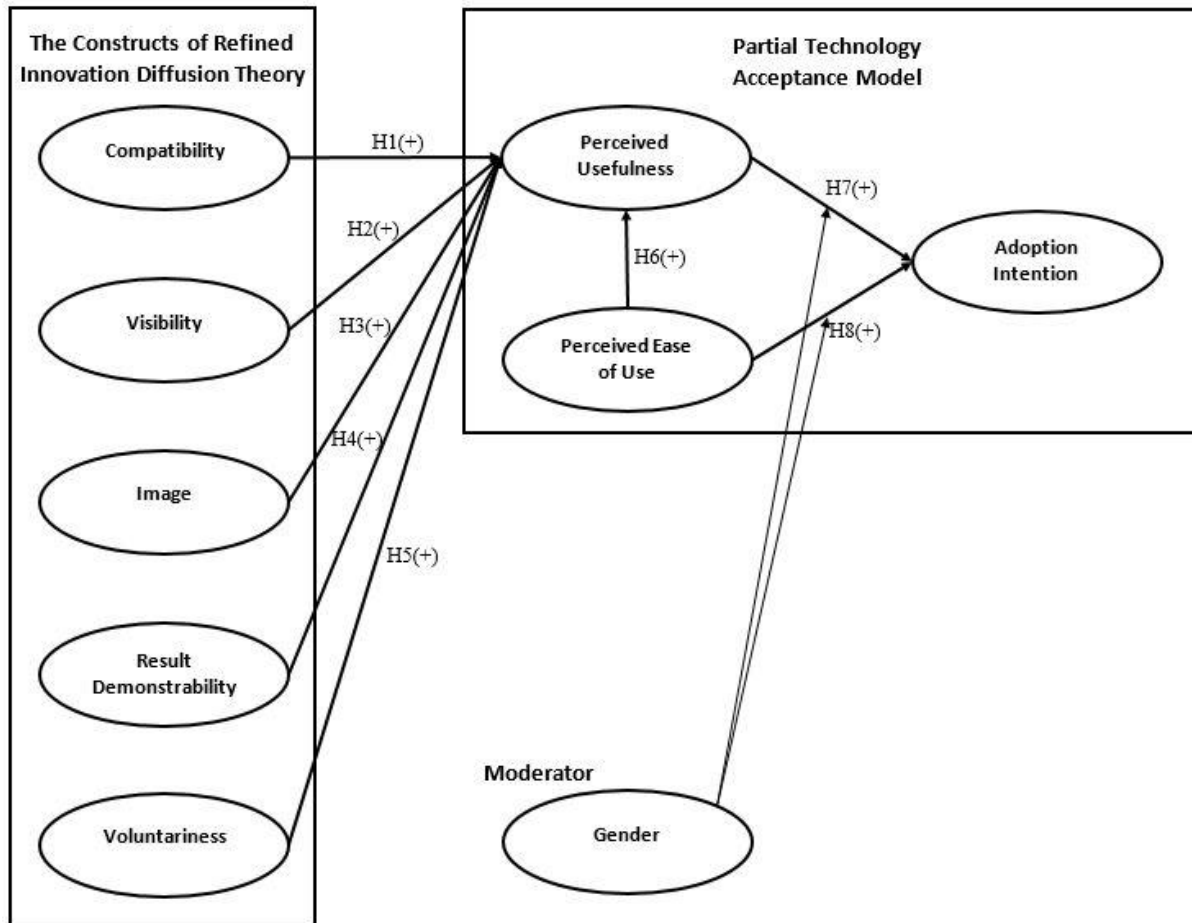 The Constructs of Refined
Innovation Diffusion Theory
Compatibility
Visibility
Image
Result
Demonstrability
Voluntariness
H1(+)
H2(+)
H3(+)
H4(+)
H5(+)
Partial Technology
Acceptance Model
Perceived
Usefulness
H6(+)
Perceived Ease
of Use
H7(+)
H8(+)
Adoption
Intention
Moderator
Gender